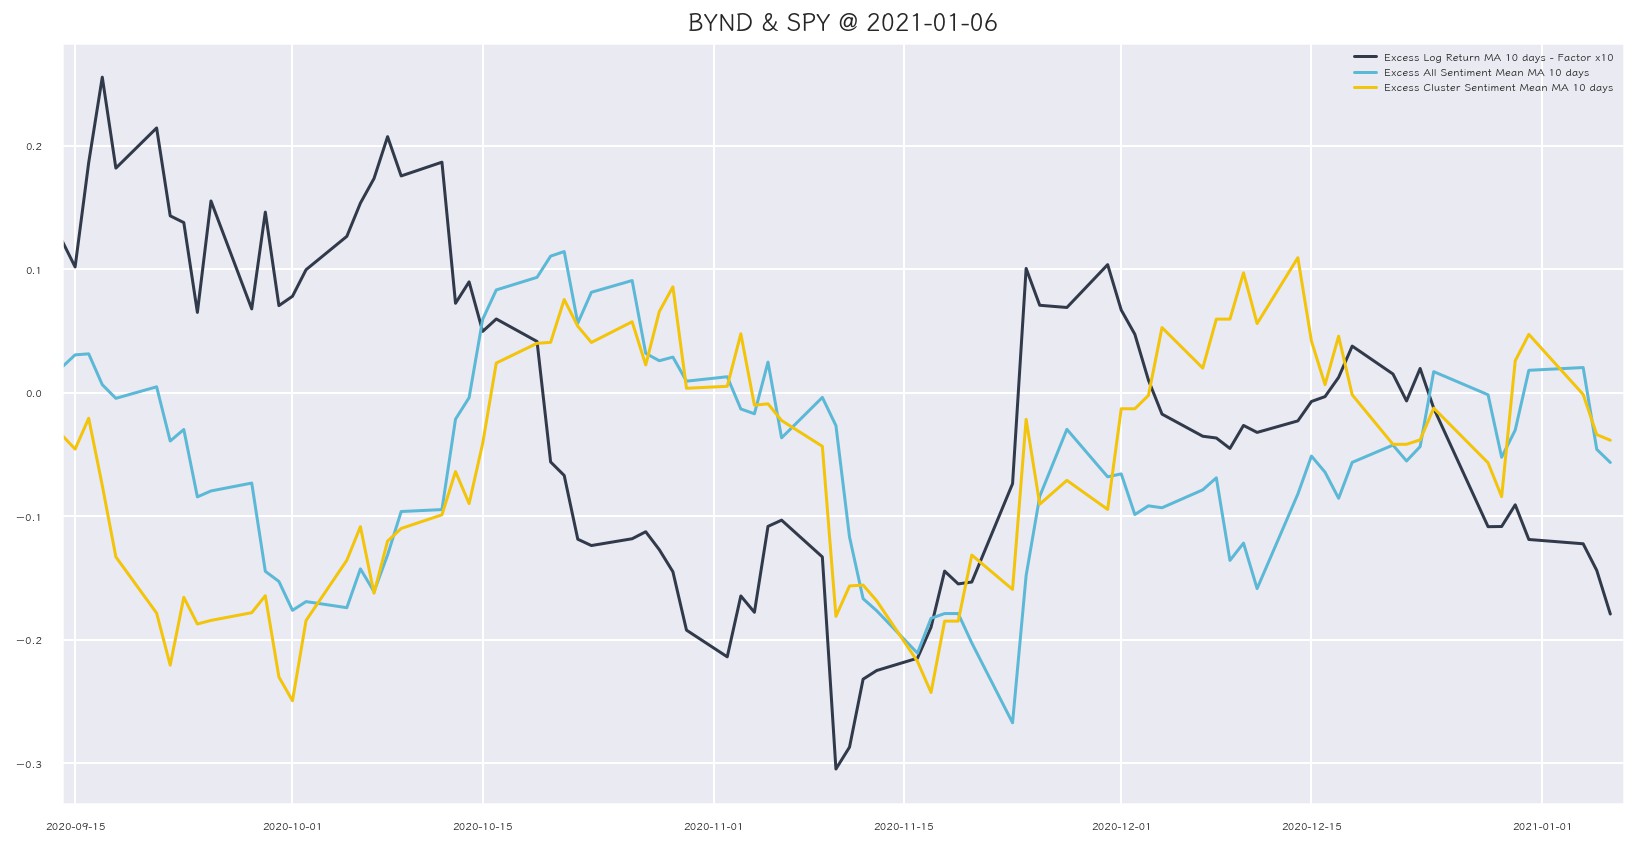 BYND & SPY @ 2021-01-06
Excess Log Return MA 10 days - Factor x10
Excess All Sentiment Mean MA 10 days
Excess Cluster Sentiment Mean MA 10 days
0.2
0.1
0.0
−0.1
−0.2
−0.3
2020-09-15 2020-10-01 2020-10-15 2020-11-01 2020-11-15 2020-12-01 2020-12-15 2021-01-01